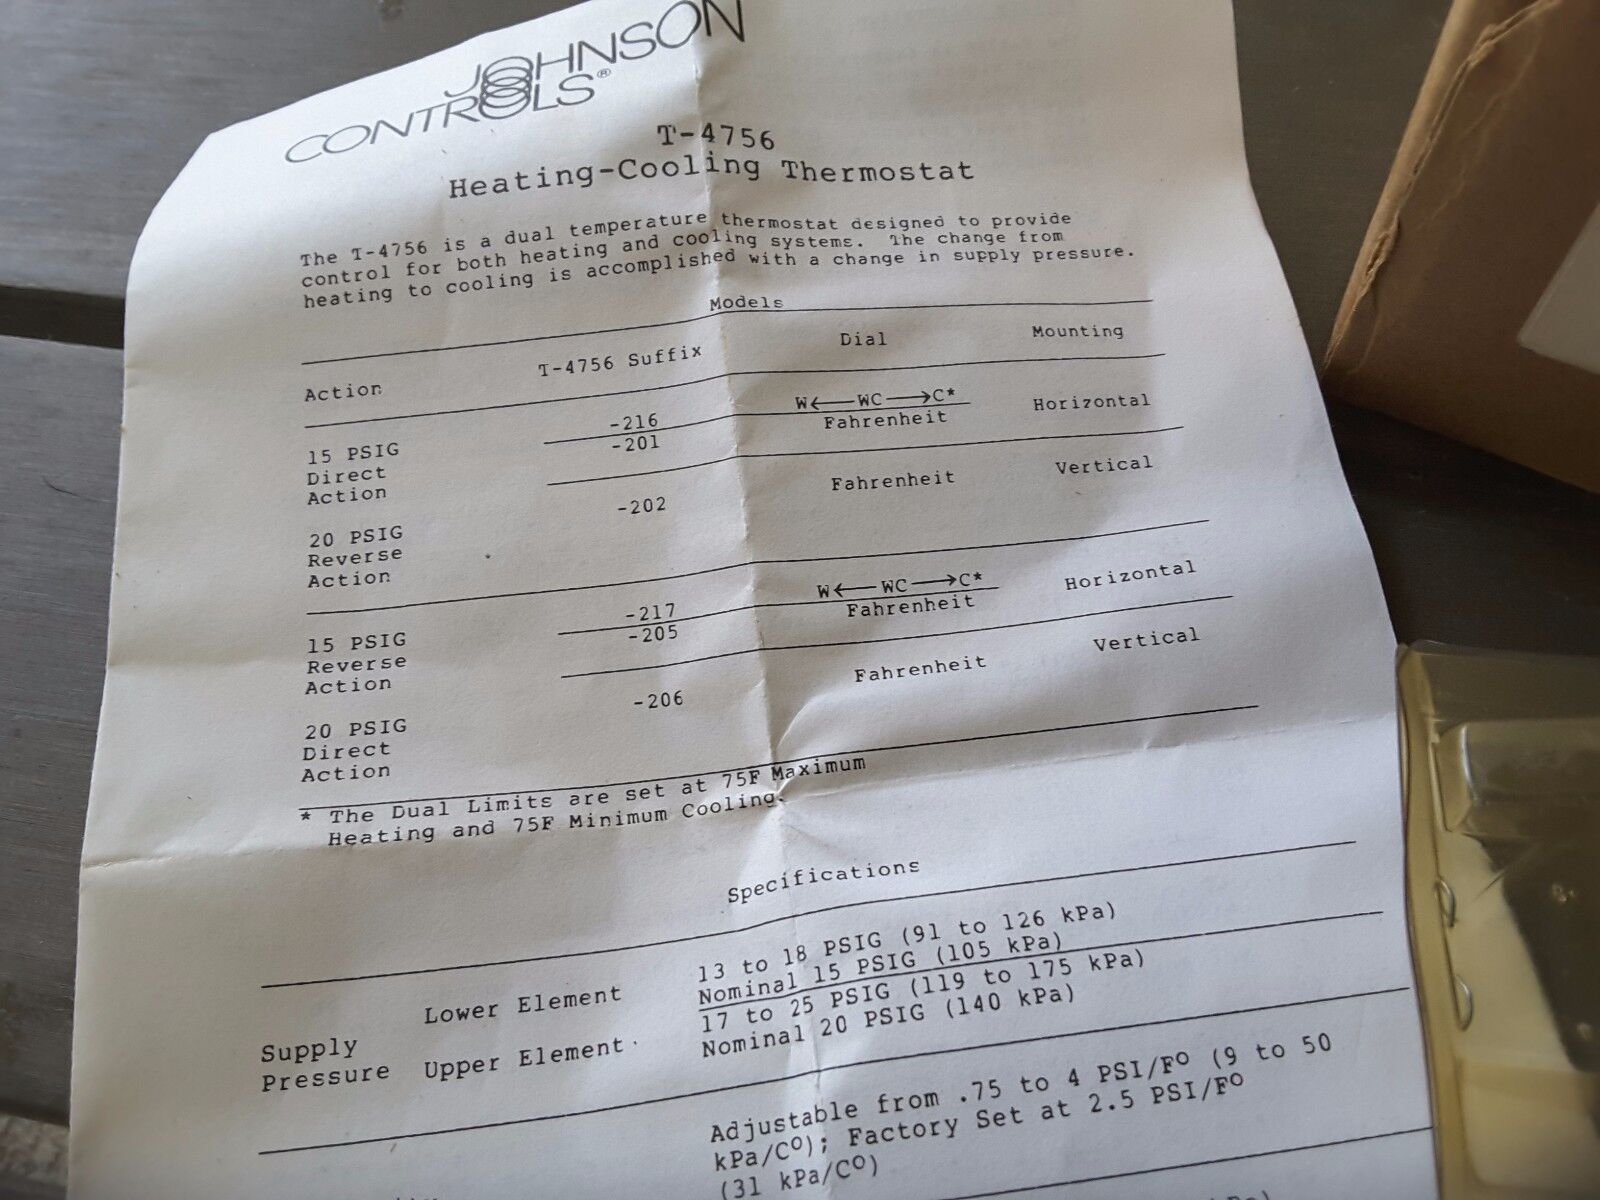 JOHNSON
CONTROLS®
T-4756
Heating-Cooling Thermostat
The T-4756 is a dual temperature thermostat designed to provide
control for both heating and cooling systems. The change from
heating to cooling is accomplished with a change in supply pressure.
Models
Action T-4756 Suffix Dial Mounting
-216 W←WC→C* Horizontal
15 PSIG -201 Fahrenheit
Direct
Action -202 Fahrenheit Vertical
20 PSIG
Reverse
Action
-217 W←WC→C* Horizontal
15 PSIG -205 Fahrenheit
Reverse
Action -206 Fahrenheit Vertical
20 PSIG
Direct
Action
* The Dual Limits are set at 75F Maximum
Heating and 75F Minimum Cooling.
Specifications
13 to 18 PSIG (91 to 126 kPa)
Lower Element Nominal 15 PSIG (105 kPa)
Supply 17 to 25 PSIG (119 to 175 kPa)
Pressure Upper Element Nominal 20 PSIG (140 kPa)
Adjustable from .75 to 4 PSI/Fº (9 to 50
kPa/Cº); Factory Set at 2.5 PSI/Fº
(31 kPa/Cº)